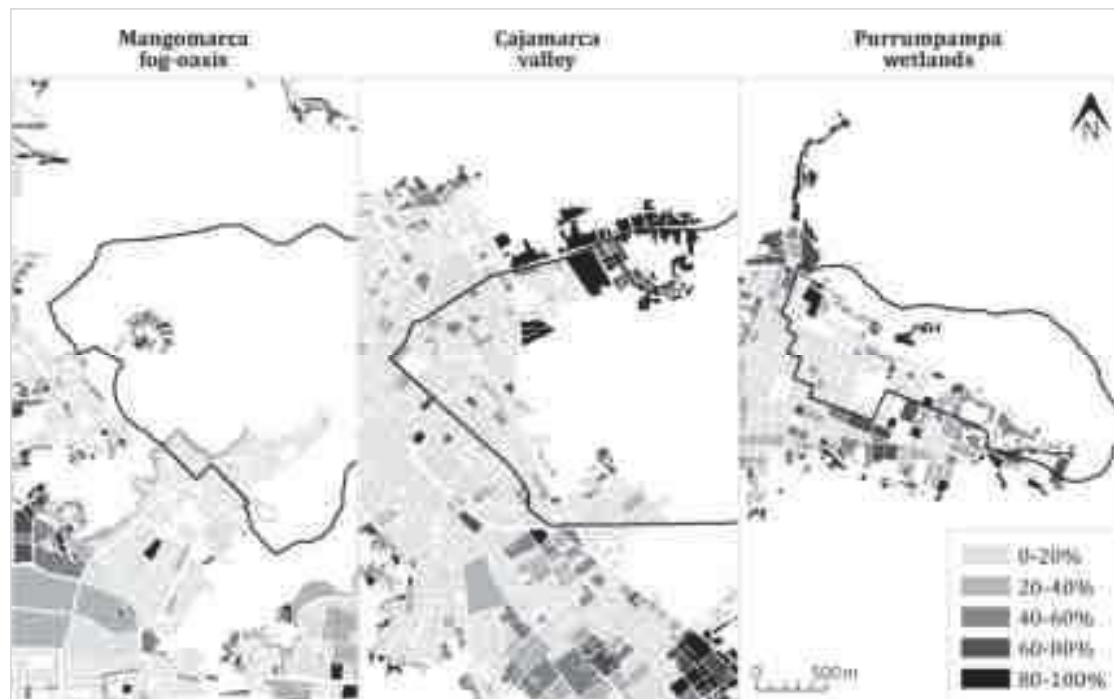 Mangomarca
fog-oasis
Cajamarca
valley
Purrumpampa
wetlands
N
0-20%
20-40%
40-60%
60-80%
80-100%
0 500m